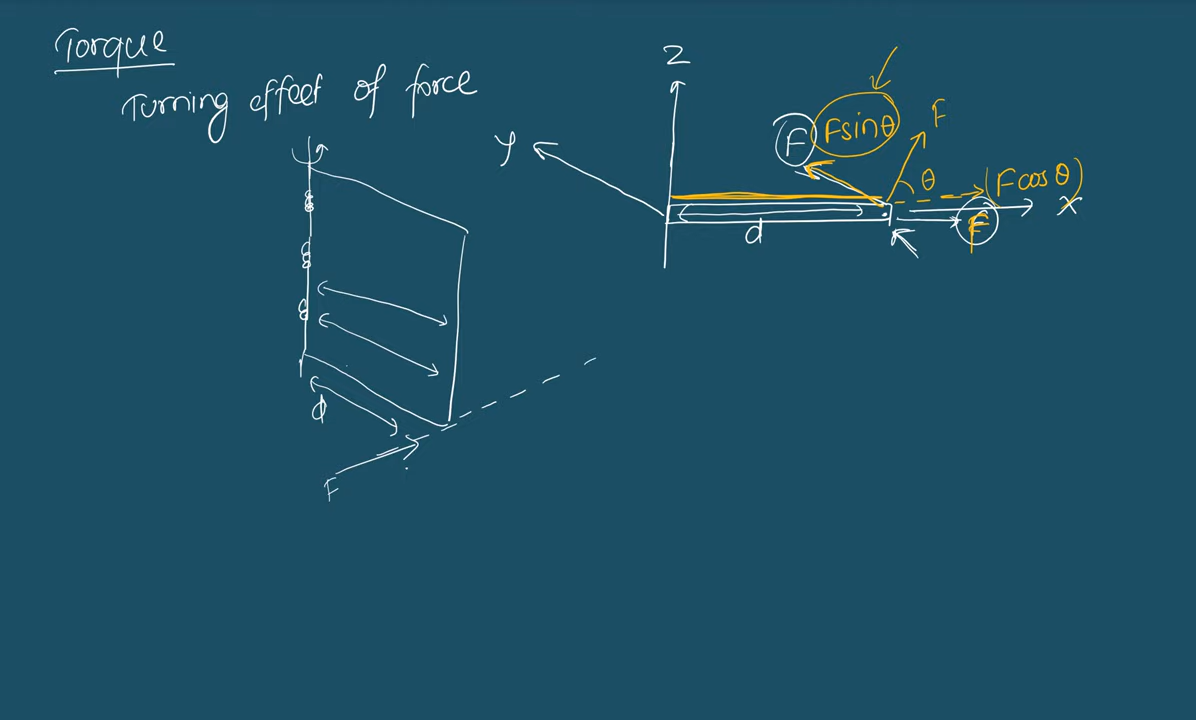 Torque
Turning effect of force
Z
Y
F
Fsinθ
F
θ
(Fcosθ)
X
F
d
d
F